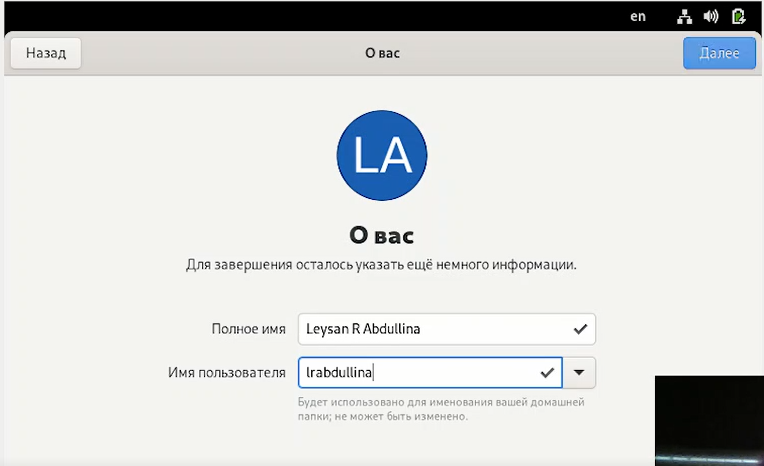 en
Назад
О вас
Далее
LA
О вас
Для завершения осталось указать ещё немного информации.
Полное имя Leysan R Abdullina
Имя пользователя lrabdullina
Будет использовано для именования вашей домашней
папки; не может быть изменено.